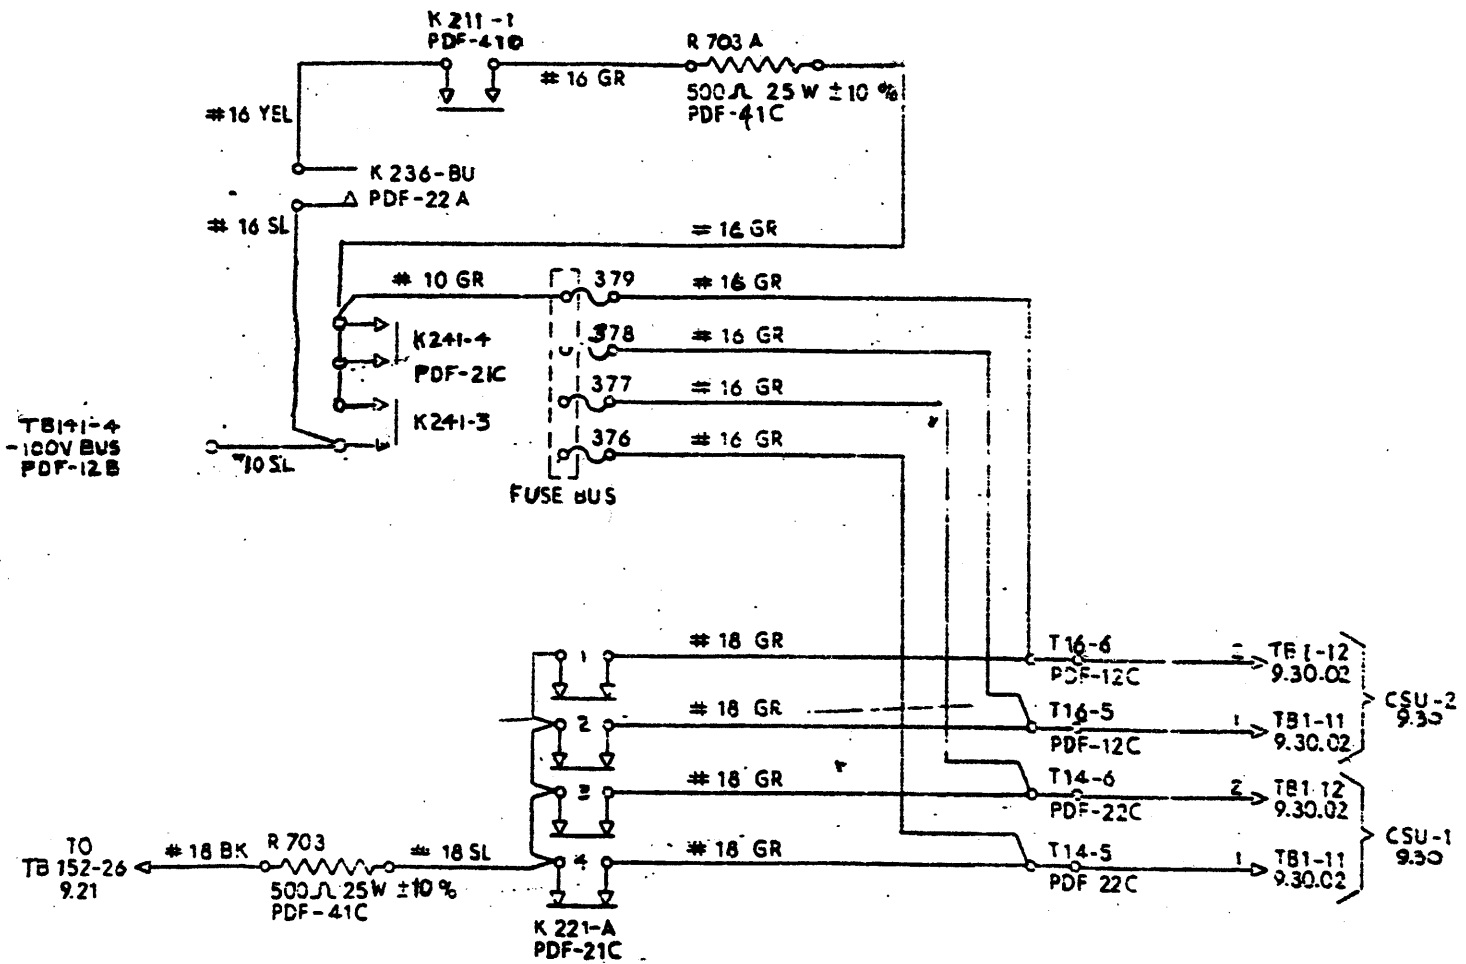 K 211-1
PDF-41D
R 703 A
# 16 GR
500Ω 25 W ±10 %
PDF-41C
# 16 YEL
K 236-BU
PDF-22 A
# 16 SL
# 16 GR
# 10 GR
379
# 16 GR
K241-4
PDF-21C
378
# 16 GR
377
# 16 GR
K241-3
TB141-4
-100V BUS
PDF-12B
#10 SL
376
# 16 GR
FUSE BUS
1
# 18 GR
T16-6
PDF-12C
2
TB1-12
9.30.02
CSU-2
9.30
2
# 18 GR
T16-5
PDF-12C
1
TB1-11
9.30.02
3
# 18 GR
T14-6
PDF-22C
2
TB1 12
9.30.02
CSU-1
9.30
TO
TB 152-26
9.21
# 18 BK
R 703
500Ω 25 W ±10 %
PDF-41C
# 18 SL
4
# 18 GR
T14-5
PDF 22C
1
TB1-11
9.30.02
K 221-A
PDF-21C